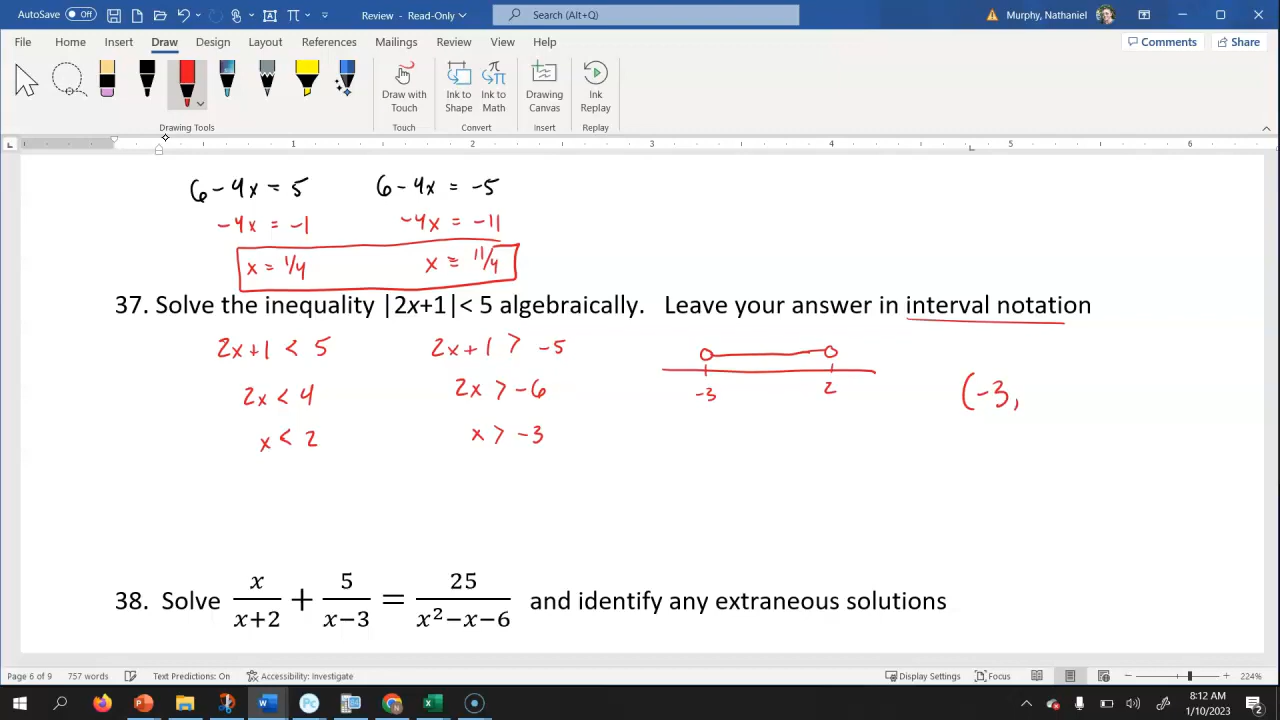 AutoSave Off Review - Read-Only Search (Alt+Q) Murphy, Nathaniel
File Home Insert Draw Design Layout References Mailings Review View Help Comments Share
Draw with Touch Ink to Shape Ink to Math Drawing Canvas Ink Replay
Drawing Tools Touch Convert Insert Replay
1 2 3 4 5 6
6-4x = 5 6-4x = -5
-4x = -1 -4x = -11
x = 1/4 x = 11/4
37. Solve the inequality |2x+1|< 5 algebraically. Leave your answer in interval notation
2x+1 < 5 2x+1 > -5
2x < 4 2x > -6 -3 2 (-3,
x < 2 x > -3
38. Solve x/(x+2) + 5/(x−3) = 25/(x²−x−6) and identify any extraneous solutions
Page 6 of 9 757 words Text Predictions: On Accessibility: Investigate Display Settings Focus 224%
8:12 AM
1/10/2023